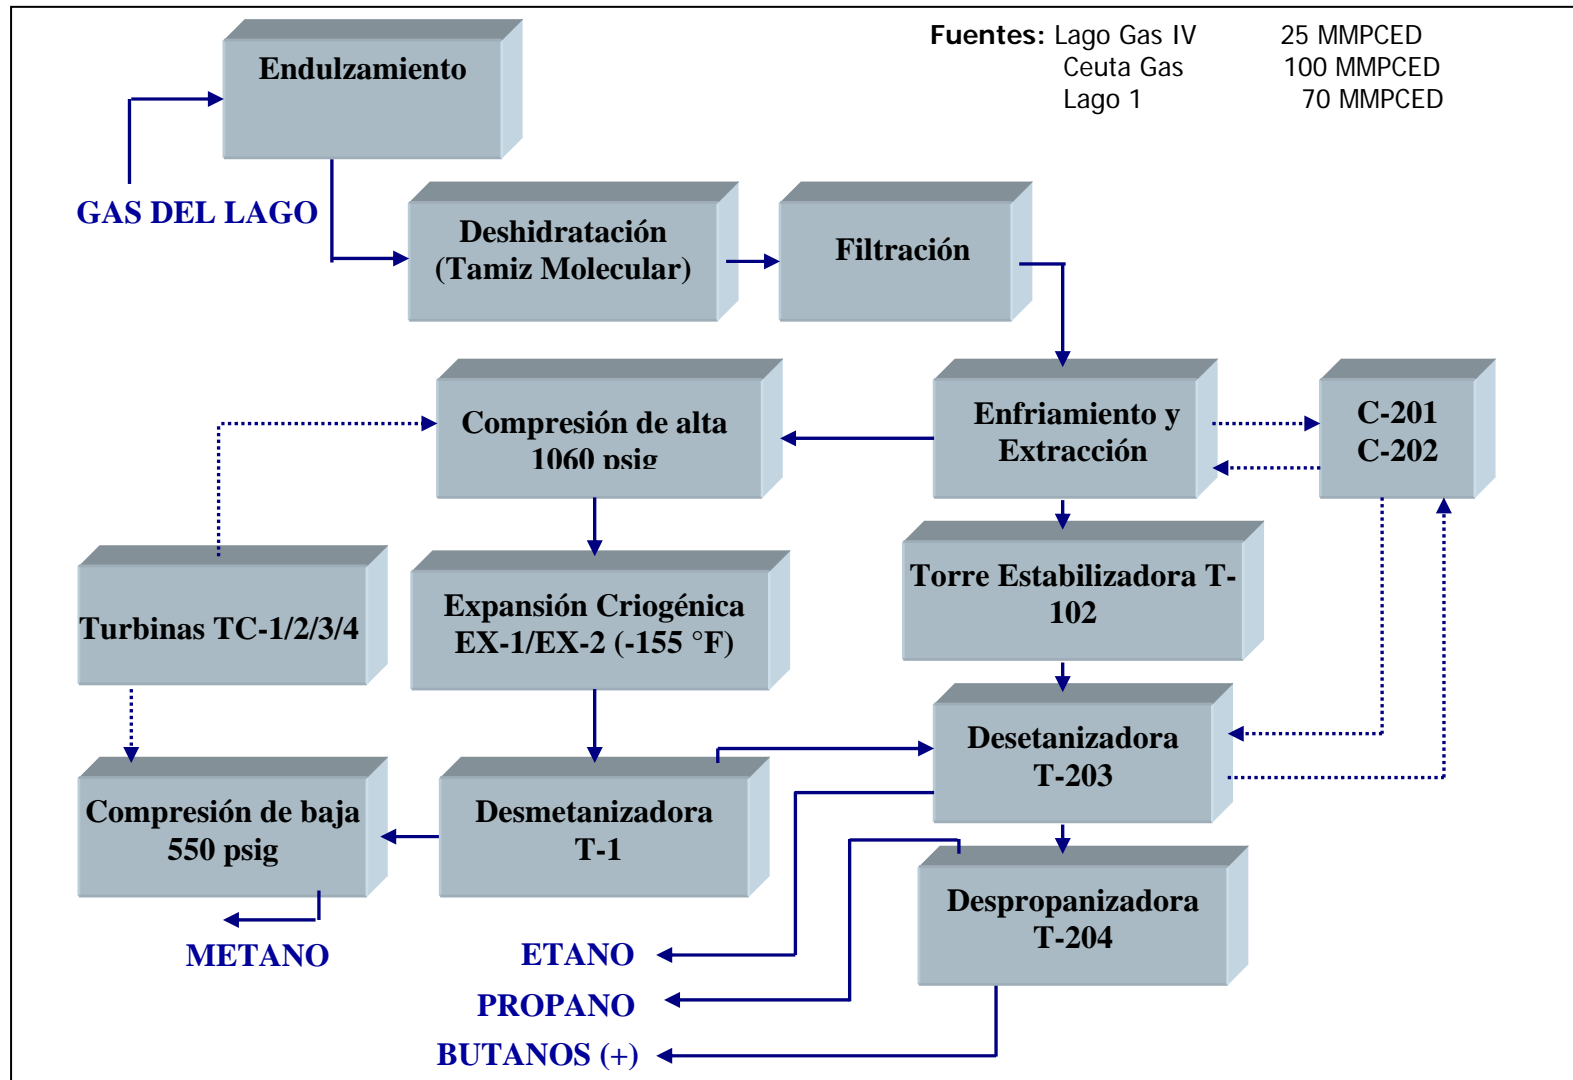 Fuentes: Lago Gas IV 25 MMPCED
Ceuta Gas 100 MMPCED
Lago 1 70 MMPCED
Endulzamiento
GAS DEL LAGO
Deshidratación
(Tamiz Molecular)
Filtración
Compresión de alta
1060 psig
Enfriamiento y
Extracción
C-201
C-202
Turbinas TC-1/2/3/4
Expansión Criogénica
EX-1/EX-2 (-155 °F)
Torre Estabilizadora T-
102
Compresión de baja
550 psig
Desmetanizadora
T-1
Desetanizadora
T-203
Despropanizadora
T-204
METANO
ETANO
PROPANO
BUTANOS (+)